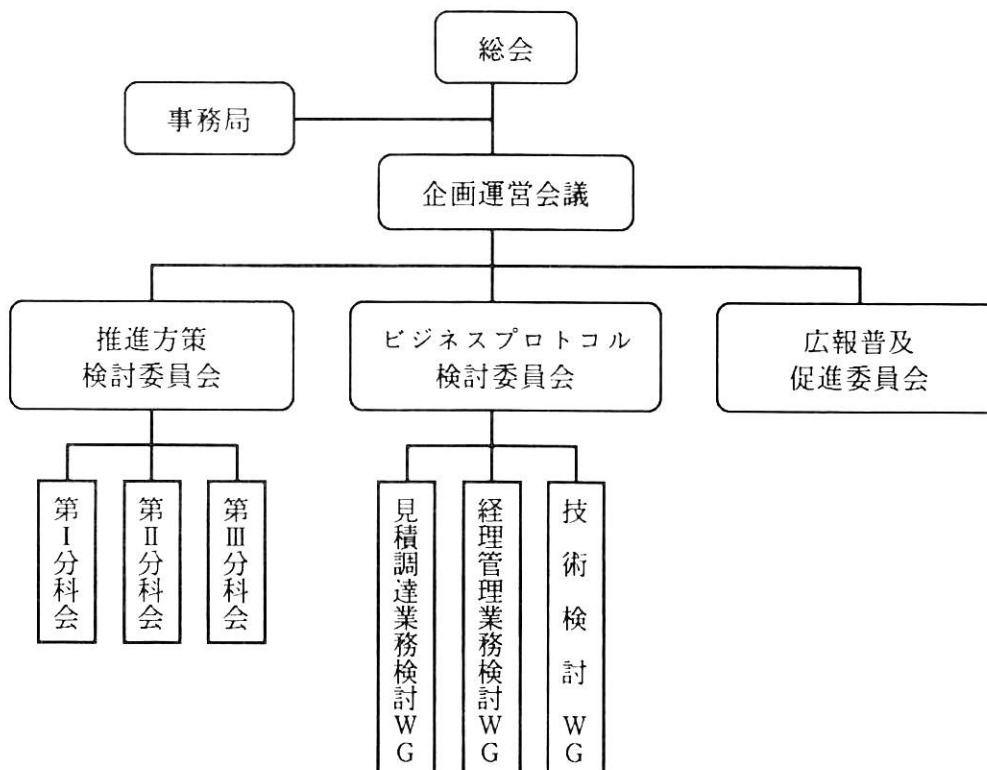 総会
事務局
企画運営会議
推進方策
検討委員会
ビジネスプロトコル
検討委員会
広報普及
促進委員会
第Ⅰ分科会
第Ⅱ分科会
第Ⅲ分科会
見積調達業務検討WG
経理管理業務検討WG
技術検討WG